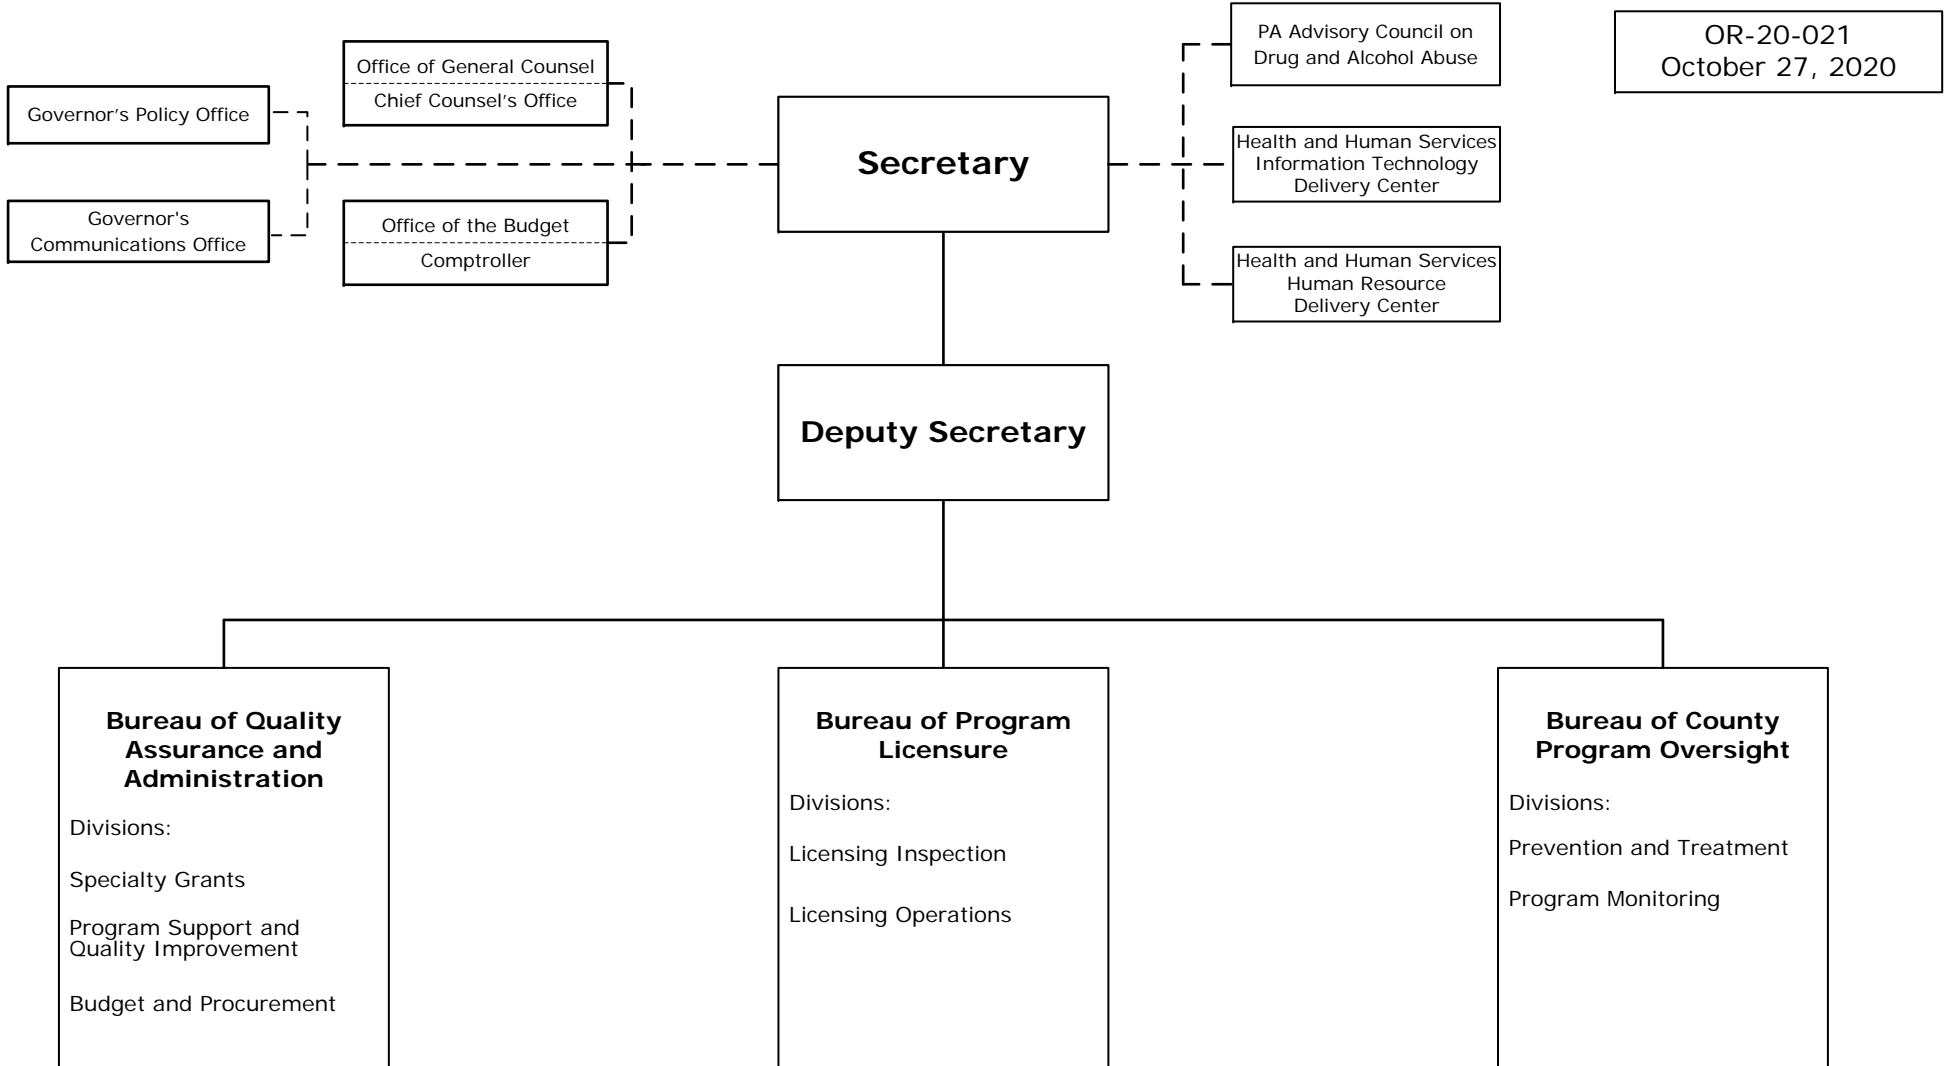 PA Advisory Council on
Drug and Alcohol Abuse
OR-20-021
October 27, 2020
Office of General Counsel
Chief Counsel's Office
Governor's Policy Office
Secretary
Health and Human Services
Information Technology
Delivery Center
Governor's
Communications Office
Office of the Budget
Comptroller
Health and Human Services
Human Resource
Delivery Center
Deputy Secretary
Bureau of Quality
Assurance and
Administration
Divisions:
Specialty Grants
Program Support and
Quality Improvement
Budget and Procurement
Bureau of Program
Licensure
Divisions:
Licensing Inspection
Licensing Operations
Bureau of County
Program Oversight
Divisions:
Prevention and Treatment
Program Monitoring